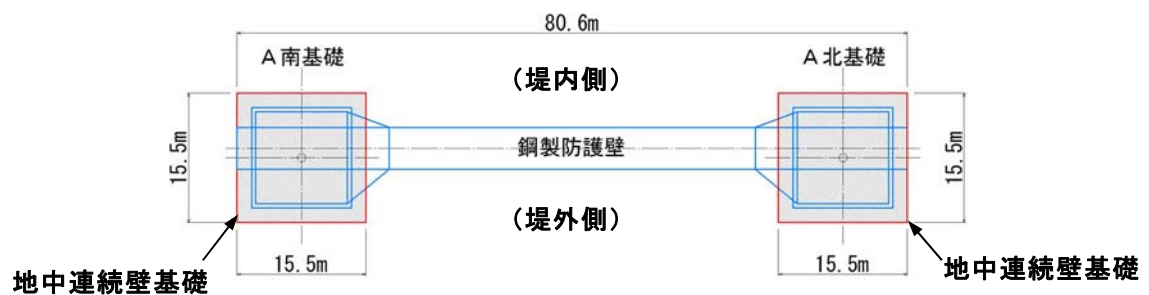 80.6m
A南基礎
A北基礎
(堤内側)
15.5m
鋼製防護壁
15.5m
(堤外側)
15.5m
15.5m
地中連続壁基礎
地中連続壁基礎